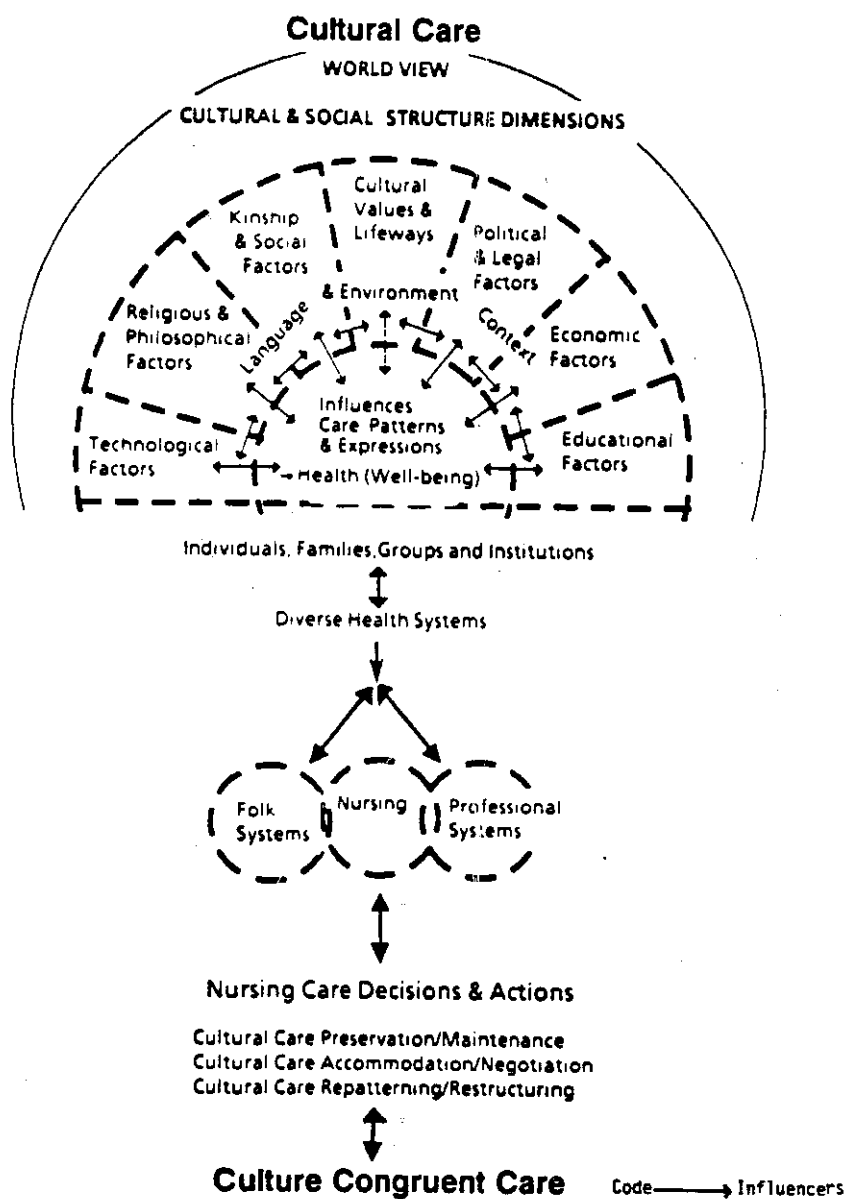 Cultural Care
WORLD VIEW
CULTURAL & SOCIAL STRUCTURE DIMENSIONS
Cultural
Values &
Lifeways
Kinship
& Social
Factors
Political
& Legal
Factors
Religious &
Philosophical
Factors
Language
& Environment
Context
Economic
Factors
Technological
Factors
Influences
Care Patterns
& Expressions
Health (Well-being)
Educational
Factors
Individuals, Families, Groups and Institutions
Diverse Health Systems
Folk
Systems
Nursing
Professional
Systems
Nursing Care Decisions & Actions
Cultural Care Preservation/Maintenance
Cultural Care Accommodation/Negotiation
Cultural Care Repatterning/Restructuring
Culture Congruent Care
Code → Influencers